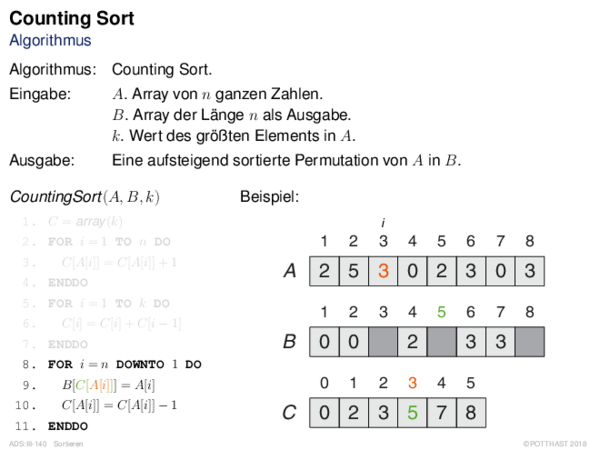 Counting Sort
Algorithmus
Algorithmus: Counting Sort.
Eingabe: A. Array von n ganzen Zahlen.
B. Array der Länge n als Ausgabe.
k. Wert des größten Elements in A.
Ausgabe: Eine aufsteigend sortierte Permutation von A in B.
CountingSort(A, B, k)
1. C = array(k)
2. FOR i = 1 TO n DO
3. C[A[i]] = C[A[i]] + 1
4. ENDDO
5. FOR i = 1 TO k DO
6. C[i] = C[i] + C[i − 1]
7. ENDDO
8. FOR i = n DOWNTO 1 DO
9. B[C[A[i]]] = A[i]
10. C[A[i]] = C[A[i]] − 1
11. ENDDO
Beispiel:
i
1 2 3 4 5 6 7 8
A 2 5 3 0 2 3 0 3
1 2 3 4 5 6 7 8
B 0 0 2 3 3
0 1 2 3 4 5
C 0 2 3 5 7 8
ADS:III-140 Sortieren
© POTTHAST 2018